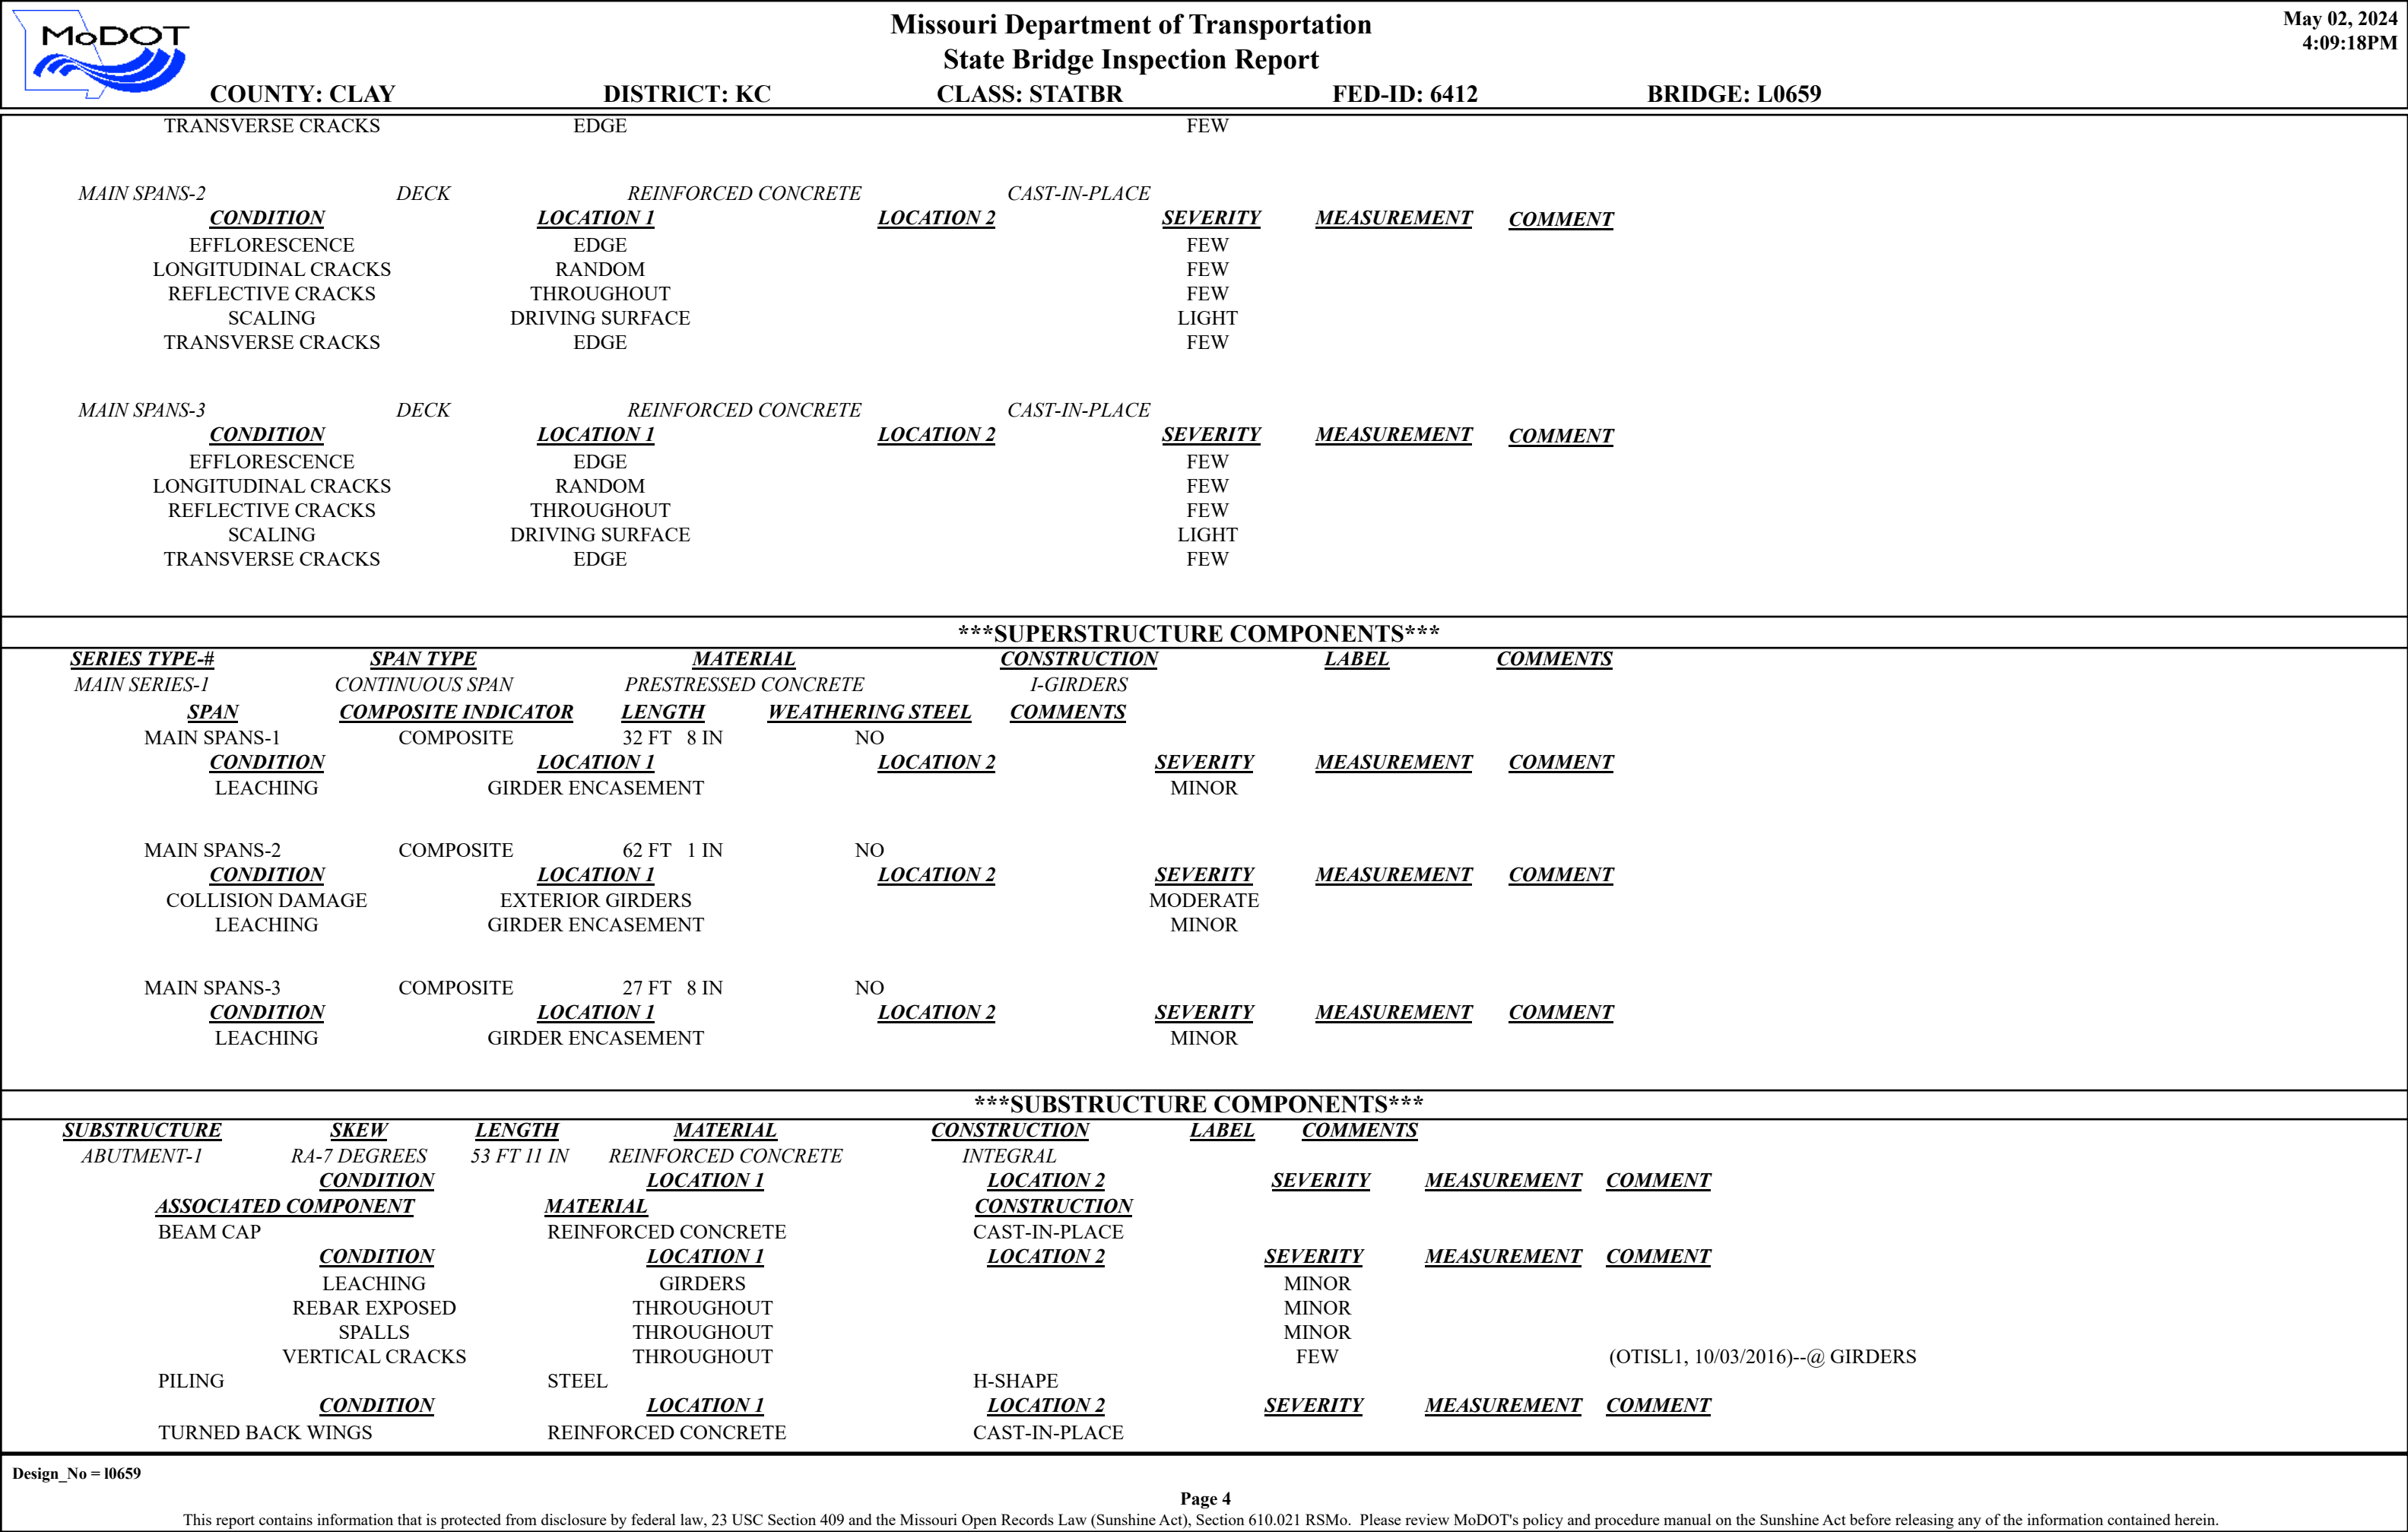 MoDOT
Missouri Department of Transportation
State Bridge Inspection Report
May 02, 2024
4:09:18PM
COUNTY: CLAY DISTRICT: KC CLASS: STATBR FED-ID: 6412 BRIDGE: L0659
TRANSVERSE CRACKS EDGE FEW
MAIN SPANS-2 DECK REINFORCED CONCRETE CAST-IN-PLACE
CONDITION LOCATION 1 LOCATION 2 SEVERITY MEASUREMENT COMMENT
EFFLORESCENCE EDGE FEW
LONGITUDINAL CRACKS RANDOM FEW
REFLECTIVE CRACKS THROUGHOUT FEW
SCALING DRIVING SURFACE LIGHT
TRANSVERSE CRACKS EDGE FEW
MAIN SPANS-3 DECK REINFORCED CONCRETE CAST-IN-PLACE
CONDITION LOCATION 1 LOCATION 2 SEVERITY MEASUREMENT COMMENT
EFFLORESCENCE EDGE FEW
LONGITUDINAL CRACKS RANDOM FEW
REFLECTIVE CRACKS THROUGHOUT FEW
SCALING DRIVING SURFACE LIGHT
TRANSVERSE CRACKS EDGE FEW
***SUPERSTRUCTURE COMPONENTS***
SERIES TYPE-# SPAN TYPE MATERIAL CONSTRUCTION LABEL COMMENTS
MAIN SERIES-1 CONTINUOUS SPAN PRESTRESSED CONCRETE I-GIRDERS
SPAN COMPOSITE INDICATOR LENGTH WEATHERING STEEL COMMENTS
MAIN SPANS-1 COMPOSITE 32 FT 8 IN NO
CONDITION LOCATION 1 LOCATION 2 SEVERITY MEASUREMENT COMMENT
LEACHING GIRDER ENCASEMENT MINOR
MAIN SPANS-2 COMPOSITE 62 FT 1 IN NO
CONDITION LOCATION 1 LOCATION 2 SEVERITY MEASUREMENT COMMENT
COLLISION DAMAGE EXTERIOR GIRDERS MODERATE
LEACHING GIRDER ENCASEMENT MINOR
MAIN SPANS-3 COMPOSITE 27 FT 8 IN NO
CONDITION LOCATION 1 LOCATION 2 SEVERITY MEASUREMENT COMMENT
LEACHING GIRDER ENCASEMENT MINOR
***SUBSTRUCTURE COMPONENTS***
SUBSTRUCTURE SKEW LENGTH MATERIAL CONSTRUCTION LABEL COMMENTS
ABUTMENT-1 RA-7 DEGREES 53 FT 11 IN REINFORCED CONCRETE INTEGRAL
CONDITION LOCATION 1 LOCATION 2 SEVERITY MEASUREMENT COMMENT
ASSOCIATED COMPONENT MATERIAL CONSTRUCTION
BEAM CAP REINFORCED CONCRETE CAST-IN-PLACE
CONDITION LOCATION 1 LOCATION 2 SEVERITY MEASUREMENT COMMENT
LEACHING GIRDERS MINOR
REBAR EXPOSED THROUGHOUT MINOR
SPALLS THROUGHOUT MINOR
VERTICAL CRACKS THROUGHOUT FEW (OTISL1, 10/03/2016)--@ GIRDERS
PILING STEEL H-SHAPE
CONDITION LOCATION 1 LOCATION 2 SEVERITY MEASUREMENT COMMENT
TURNED BACK WINGS REINFORCED CONCRETE CAST-IN-PLACE
Design_No = l0659
Page 4
This report contains information that is protected from disclosure by federal law, 23 USC Section 409 and the Missouri Open Records Law (Sunshine Act), Section 610.021 RSMo. Please review MoDOT's policy and procedure manual on the Sunshine Act before releasing any of the information contained herein.